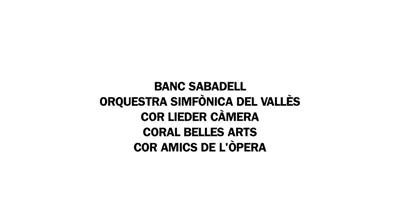 BANC SABADELL
ORQUESTRA SIMFÒNICA DEL VALLÈS
COR LIEDER CÀMERA
CORAL BELLES ARTS
COR AMICS DE L'ÒPERA